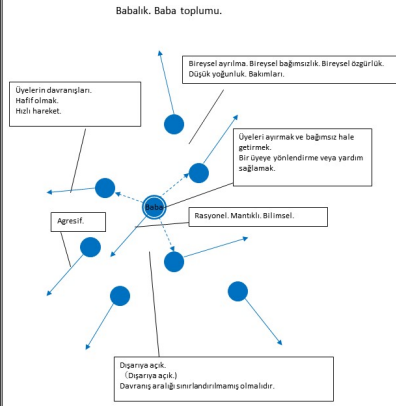 Babalık. Baba toplumu.
Bireysel ayrılma. Bireysel bağımsızlık. Bireysel özgürlük.
Düşük yoğunluk. Bakımları.
Üyelerin davranışları.
Hafif olmak.
Hızlı hareket.
Üyeleri ayırmak ve bağımsız hale
getirmek.
Bir üyeye yönlendirme veya yardım
sağlamak.
Baba
Agresif.
Rasyonel. Mantıklı. Bilimsel.
Dışarıya açık.
（Dışarıya açık.)
Davranış aralığı sınırlandırılmamış olmalıdır.